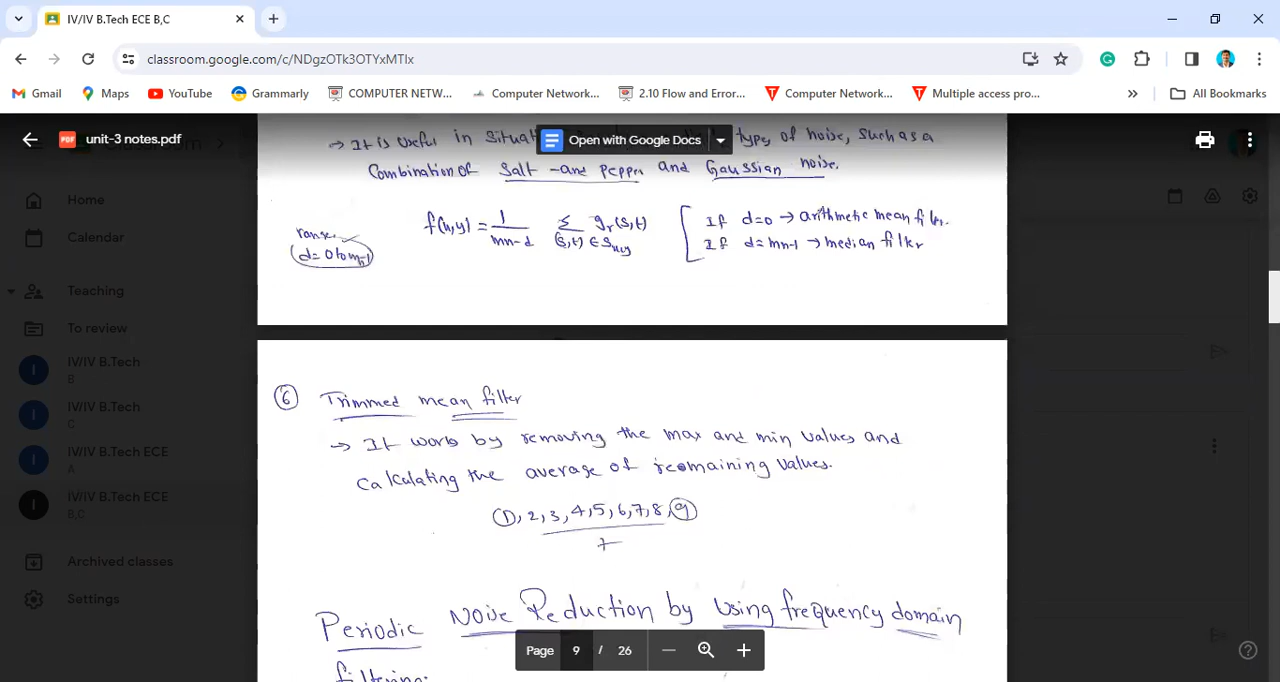 IV/IV B.Tech ECE B,C
classroom.google.com/c/NDgzOTk3OTYxMTIx
Gmail Maps YouTube Grammarly COMPUTER NETW... Computer Network... 2.10 Flow and Error... Computer Network... Multiple access pro... All Bookmarks
unit-3 notes.pdf
Open with Google Docs
→ It is useful in Situat types of noise, such as a
Combination of Salt -and pepper and Gaussian noise.
f(x,y) = 1/mn-d Σ(s,t) ∈ Sxy gr(s,t)
If d=0 → arithmetic mean filter.
If d= mn-1 → median filter
range
(d= 0 to mn-1)
Home
Calendar
Teaching
To review
IV/IV B.Tech
B
IV/IV B.Tech
C
IV/IV B.Tech ECE
A
IV/IV B.Tech ECE
B,C
Archived classes
Settings
⑥ Trimmed mean filter
→ It works by removing the max and min values and
Calculating the average of remaining values.
①, 2, 3, 4, 5, 6, 7, 8, ⑨
7
Periodic Noise Reduction by using frequency domain
filtering:
Page 9 / 26